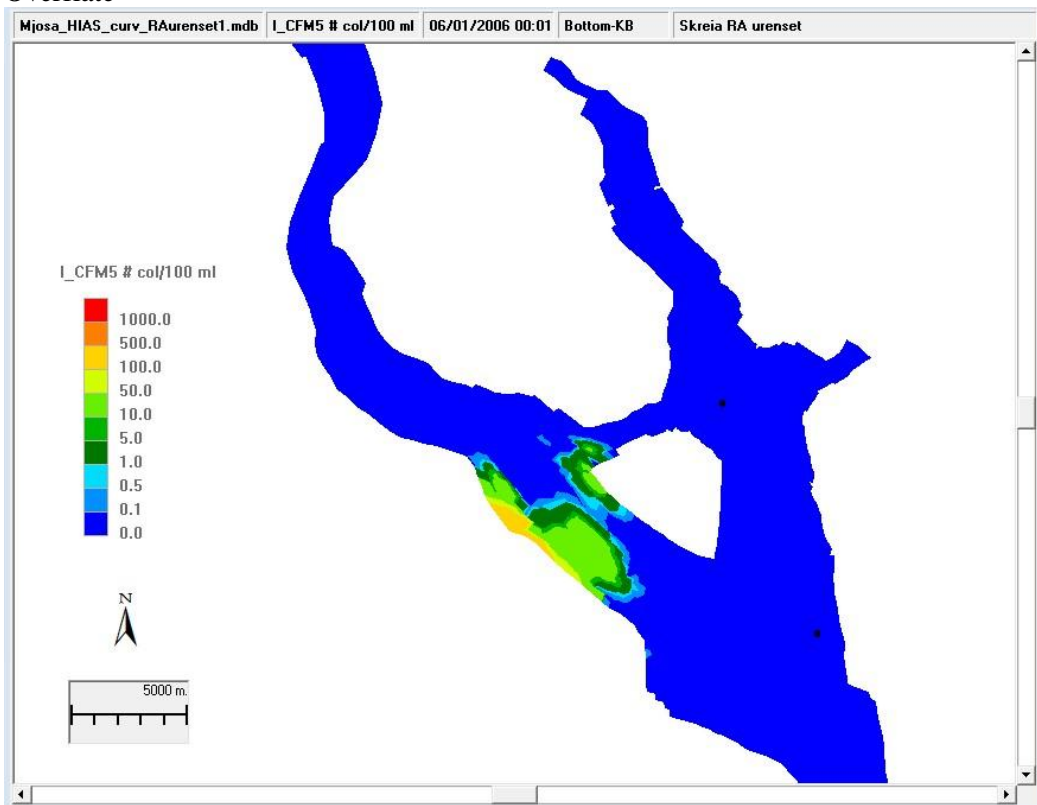 Mjosa_HIAS_curv_RAurenset1.mdb I_CFM5 # col/100 ml 06/01/2006 00:01 Bottom-KB Skreia RA urenset
I_CFM5 # col/100 ml
1000.0
500.0
100.0
50.0
10.0
5.0
1.0
0.5
0.1
0.0
N
5000 m.